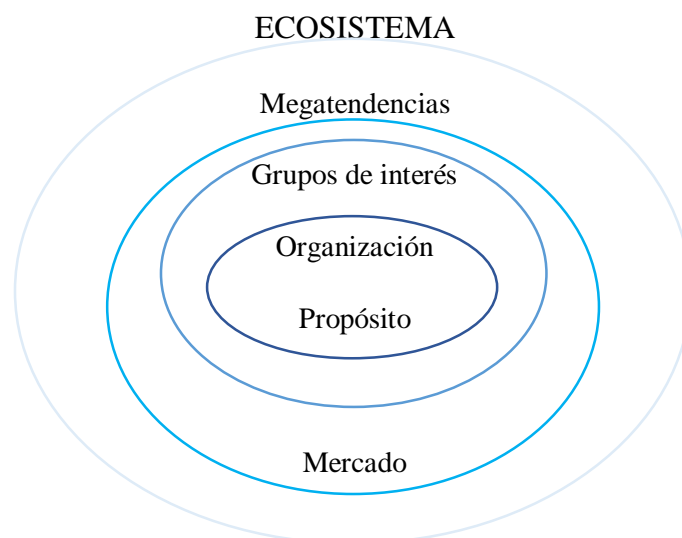 ECOSISTEMA
Megatendencias
Grupos de interés
Organización
Propósito
Mercado